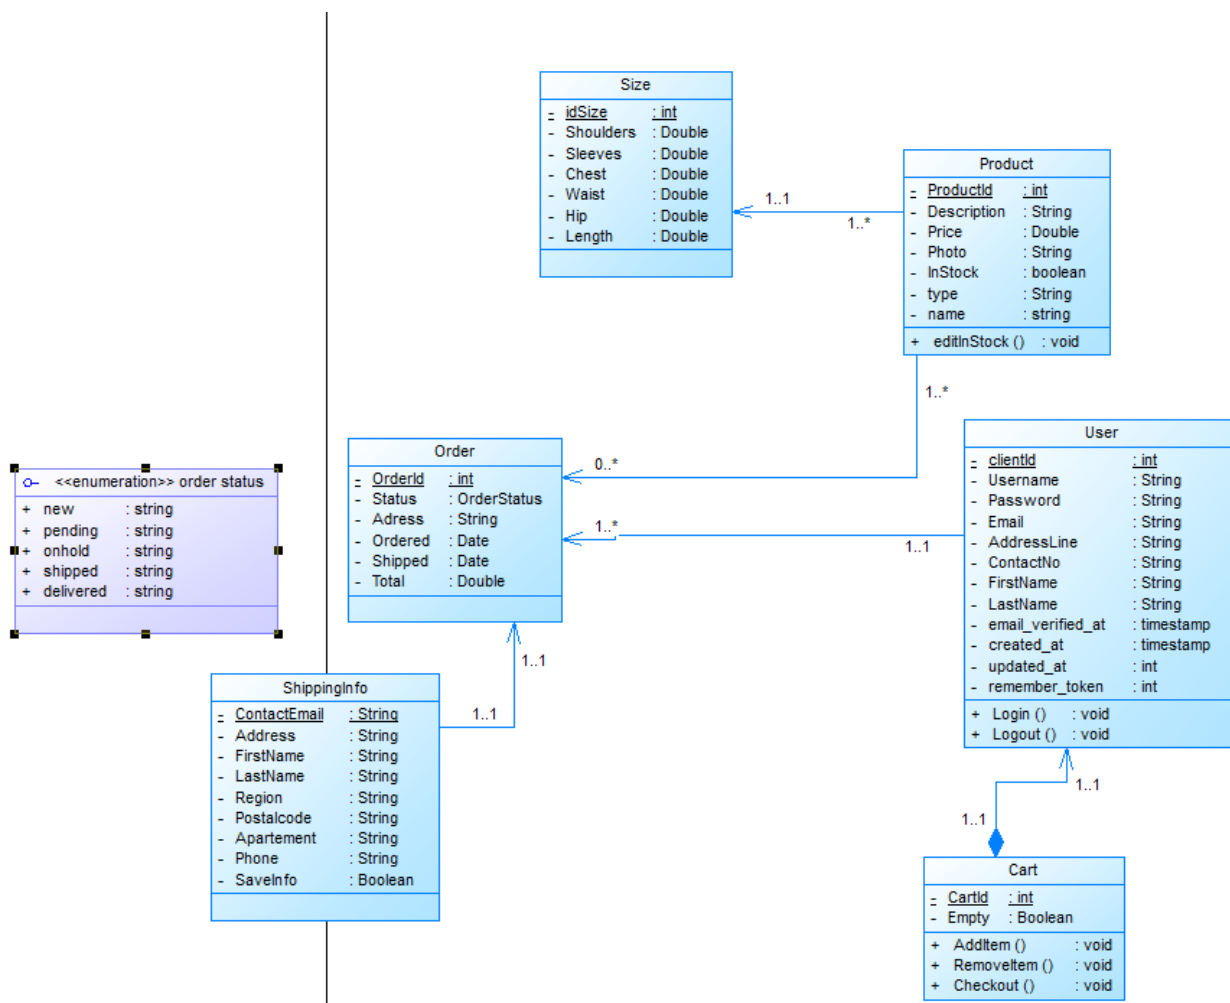 Size
- idSize : int
- Shoulders : Double
- Sleeves : Double
- Chest : Double
- Waist : Double
- Hip : Double
- Length : Double
Product
- ProductId : int
- Description : String
- Price : Double
- Photo : String
- InStock : boolean
- type : String
- name : string
+ editInStock () : void
1..1
1..*
1..*
0..*
Order
- OrderId : int
- Status : OrderStatus
- Adress : String
- Ordered : Date
- Shipped : Date
- Total : Double
1..*
1..1
User
- clientId : int
- Username : String
- Password : String
- Email : String
- AddressLine : String
- ContactNo : String
- FirstName : String
- LastName : String
- email_verified_at : timestamp
- created_at : timestamp
- updated_at : int
- remember_token : int
+ Login () : void
+ Logout () : void
<<enumeration>> order status
+ new : string
+ pending : string
+ onhold : string
+ shipped : string
+ delivered : string
1..1
1..1
ShippingInfo
- ContactEmail : String
- Address : String
- FirstName : String
- LastName : String
- Region : String
- Postalcode : String
- Apartement : String
- Phone : String
- SaveInfo : Boolean
1..1
1..1
Cart
- CartId : int
- Empty : Boolean
+ AddItem () : void
+ RemoveItem () : void
+ Checkout () : void